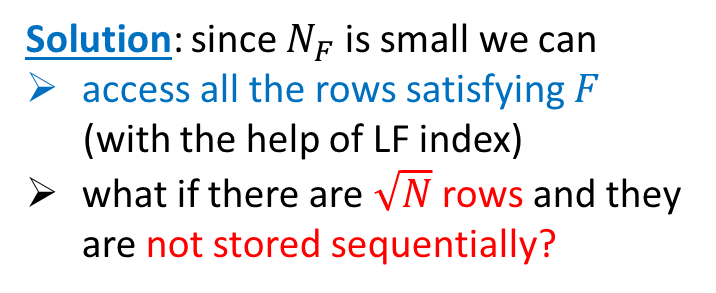 Solution: since N_F is small we can
➤ access all the rows satisfying F
(with the help of LF index)
➤ what if there are √N rows and they
are not stored sequentially?